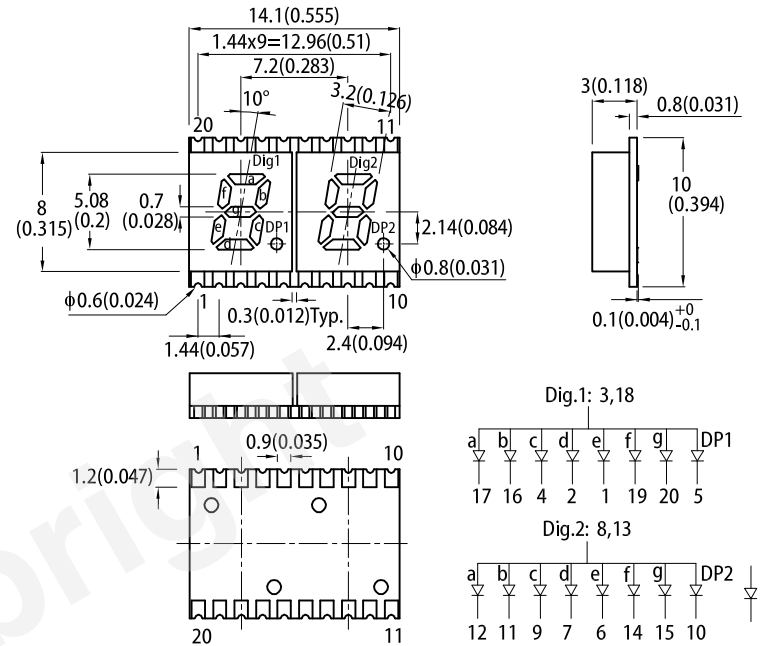 14.1(0.555)
1.44x9=12.96(0.51)
7.2(0.283)
10°
3.2(0.126)
20
11
Dig1
Dig2
a
b
f
g
e
c
d
DP1
DP2
8
(0.315)
5.08
(0.2)
0.7
(0.028)
2.14(0.084)
ϕ0.8(0.031)
ϕ0.6(0.024)
1
10
0.3(0.012)Typ.
1.44(0.057)
2.4(0.094)
3(0.118)
0.8(0.031)
10
(0.394)
0.1(0.004)+0 -0.1
1
0.9(0.035)
10
1.2(0.047)
20
11
Dig.1: 3,18
a b c d e f g DP1
17 16 4 2 1 19 20 5
Dig.2: 8,13
a b c d e f g DP2
12 11 9 7 6 14 15 10
bright